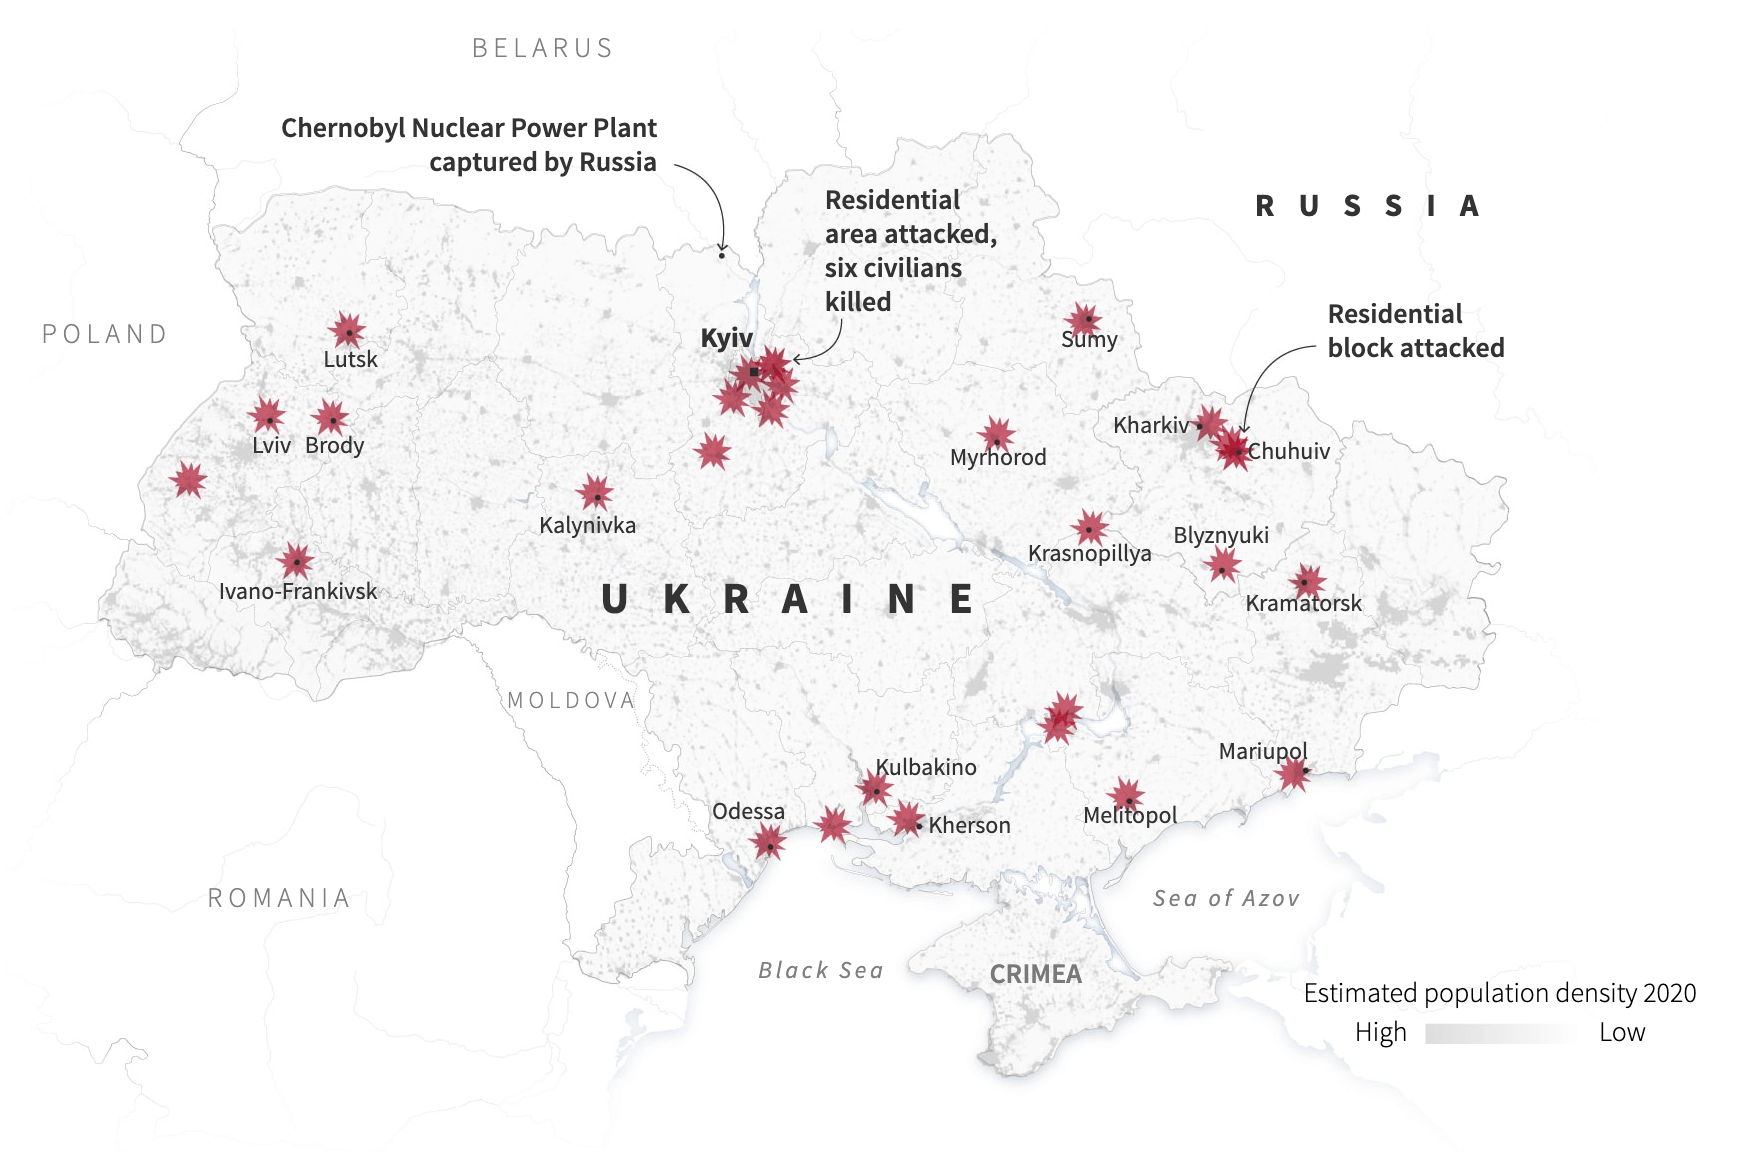 BELARUS
Chernobyl Nuclear Power Plant
captured by Russia
Residential
area attacked,
six civilians
killed
RUSSIA
POLAND
Residential
block attacked
Kyiv
Sumy
Lutsk
Lviv
Brody
Kharkiv
Chuhuiv
Myrhorod
Kalynivka
Krasnopillya
Blyznyuki
Ivano-Frankivsk
UKRAINE
Kramatorsk
MOLDOVA
Mariupol
Kulbakino
Odessa
Kherson
Melitopol
ROMANIA
Sea of Azov
Black Sea
CRIMEA
Estimated population density 2020
High
Low